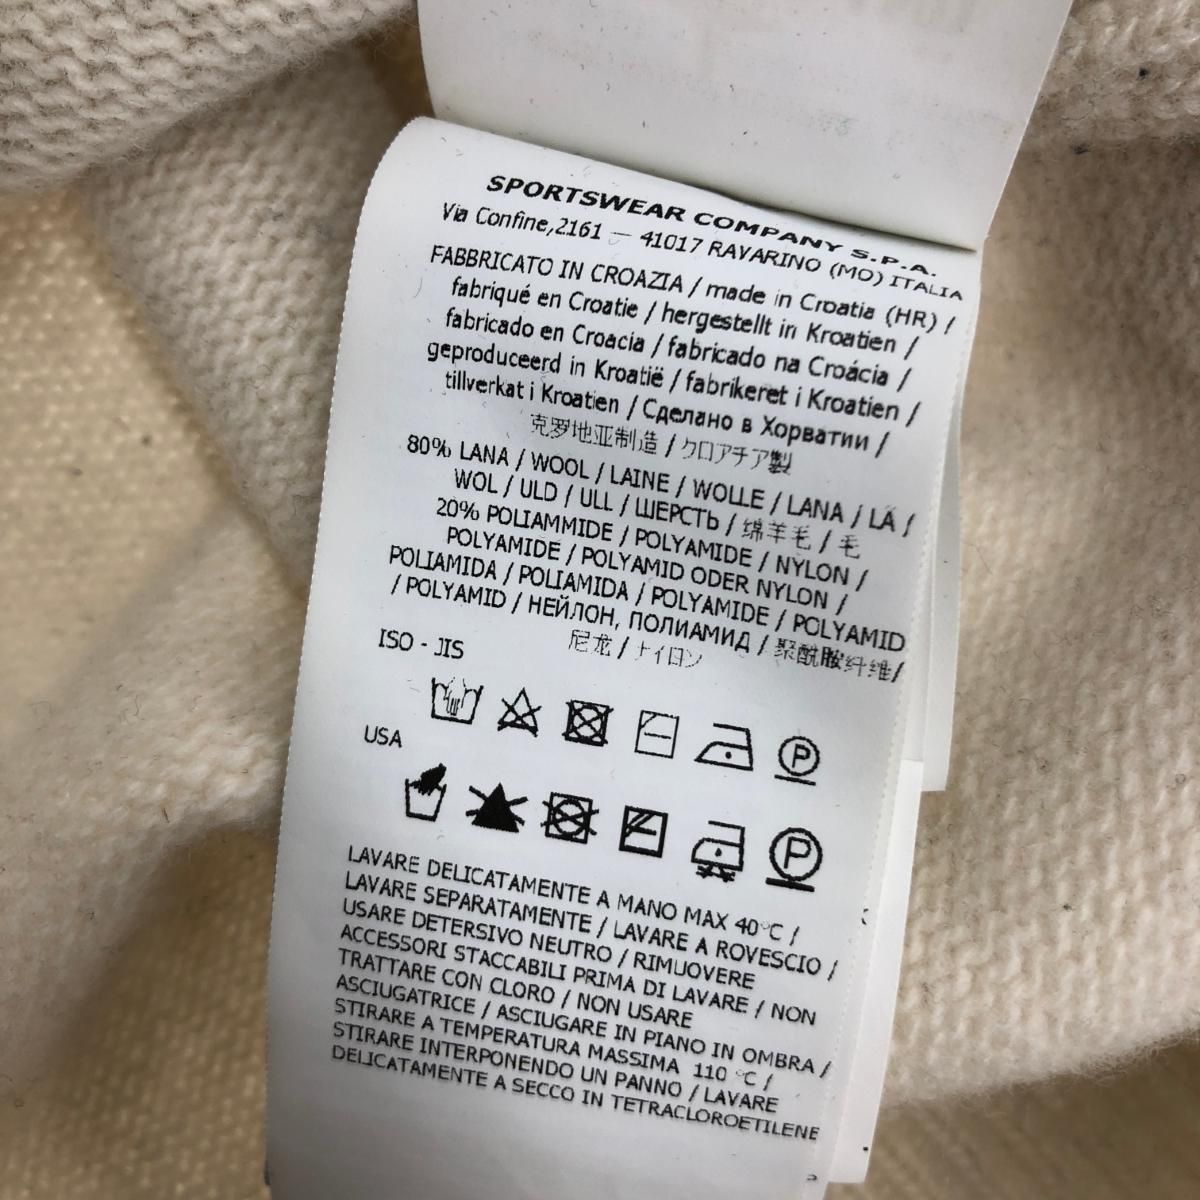 SPORTSWEAR COMPANY S.P.A.
Via Confine,2161 — 41017 RAVARINO (MO) ITALIA
FABBRICATO IN CROAZIA / made in Croatia (HR) /
fabriqué en Croatie / hergestellt in Kroatien /
fabricado en Croacia / fabricado na Croácia /
geproduceerd in Kroatië / fabrikeret i Kroatien /
tillverkat i Kroatien / Сделано в Хорватии /
克罗地亚制造 / クロアチア製
80% LANA / WOOL / LAINE / WOLLE / LANA / LÃ /
WOL / ULD / ULL / ШЕРСТЬ / 绵羊毛 / 毛
20% POLIAMMIDE / POLYAMIDE / NYLON /
POLYAMIDE / POLYAMID ODER NYLON /
POLIAMIDA / POLIAMIDA / POLYAMIDE / POLYAMID
/ POLYAMID / НЕЙЛОН, ПОЛИАМИД / 聚酰胺纤维/
尼龙 / ナイロン
ISO - JIS
P
USA
P
LAVARE DELICATAMENTE A MANO MAX 40°C /
LAVARE SEPARATAMENTE / LAVARE A ROVESCIO /
USARE DETERSIVO NEUTRO / RIMUOVERE
ACCESSORI STACCABILI PRIMA DI LAVARE / NON
TRATTARE CON CLORO / NON USARE
ASCIUGATRICE / ASCIUGARE IN PIANO IN OMBRA /
STIRARE A TEMPERATURA MASSIMA 110 °C /
STIRARE INTERPONENDO UN PANNO / LAVARE
DELICATAMENTE A SECCO IN TETRACLOROETILENE